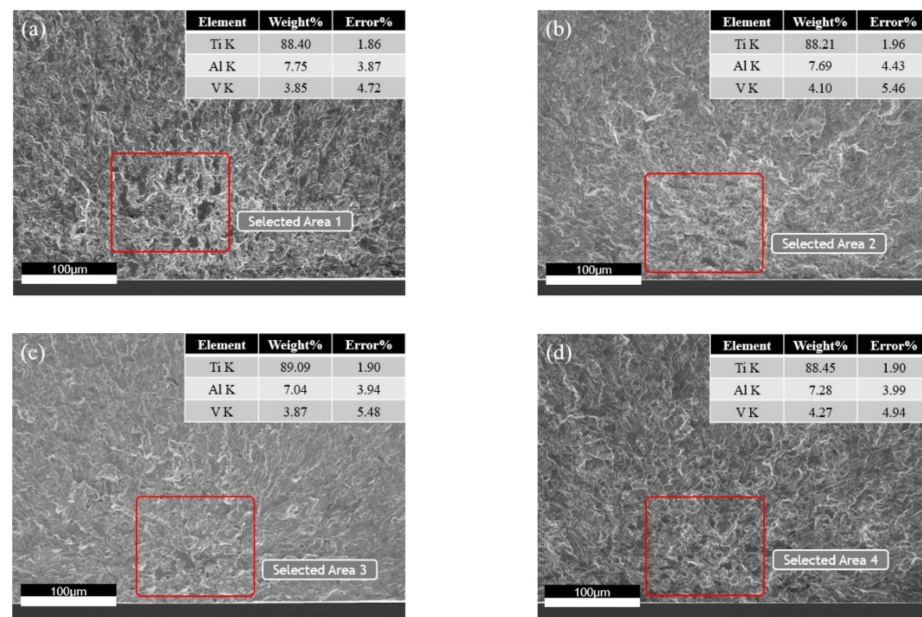 (a)
Element Weight% Error%
Ti K 88.40 1.86
Al K 7.75 3.87
V K 3.85 4.72
Selected Area 1
100μm
(b)
Element Weight% Error%
Ti K 88.21 1.96
Al K 7.69 4.43
V K 4.10 5.46
Selected Area 2
100μm
(c)
Element Weight% Error%
Ti K 89.09 1.90
Al K 7.04 3.94
V K 3.87 5.48
Selected Area 3
100μm
(d)
Element Weight% Error%
Ti K 88.45 1.90
Al K 7.28 3.99
V K 4.27 4.94
Selected Area 4
100μm